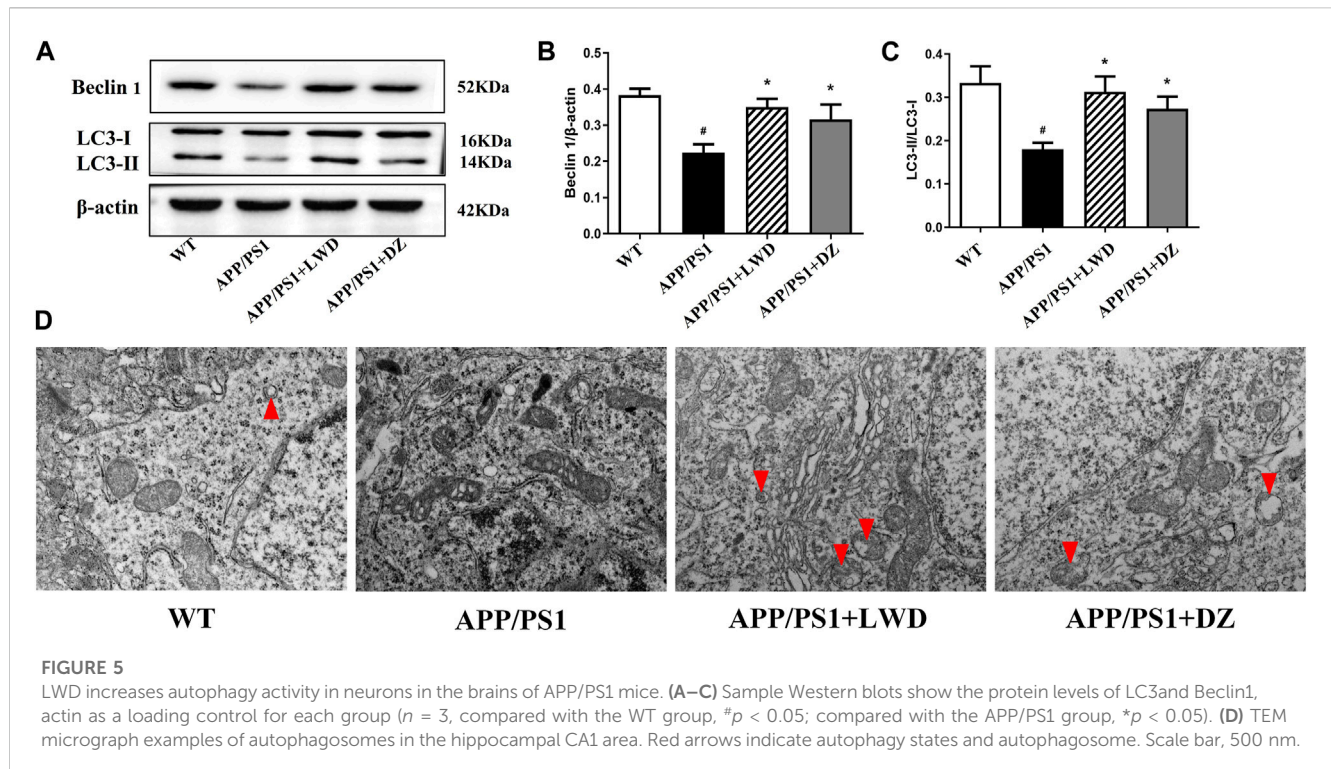 A
Beclin 1
52KDa
LC3-I
16KDa
LC3-II
14KDa
β-actin
42KDa
WT
APP/PS1
APP/PS1+LWD
APP/PS1+DZ
B
Beclin 1/β-actin
0.5
0.4
0.3
0.2
0.1
0.0
#
*
*
WT
APP/PS1
APP/PS1+LWD
APP/PS1+DZ
C
LC3-II/LC3-I
0.4
0.3
0.2
0.1
0.0
#
*
*
WT
APP/PS1
APP/PS1+LWD
APP/PS1+DZ
D
WT
APP/PS1
APP/PS1+LWD
APP/PS1+DZ
FIGURE 5
LWD increases autophagy activity in neurons in the brains of APP/PS1 mice. (A–C) Sample Western blots show the protein levels of LC3and Beclin1,
actin as a loading control for each group (n = 3, compared with the WT group, #p < 0.05; compared with the APP/PS1 group, *p < 0.05). (D) TEM
micrograph examples of autophagosomes in the hippocampal CA1 area. Red arrows indicate autophagy states and autophagosome. Scale bar, 500 nm.